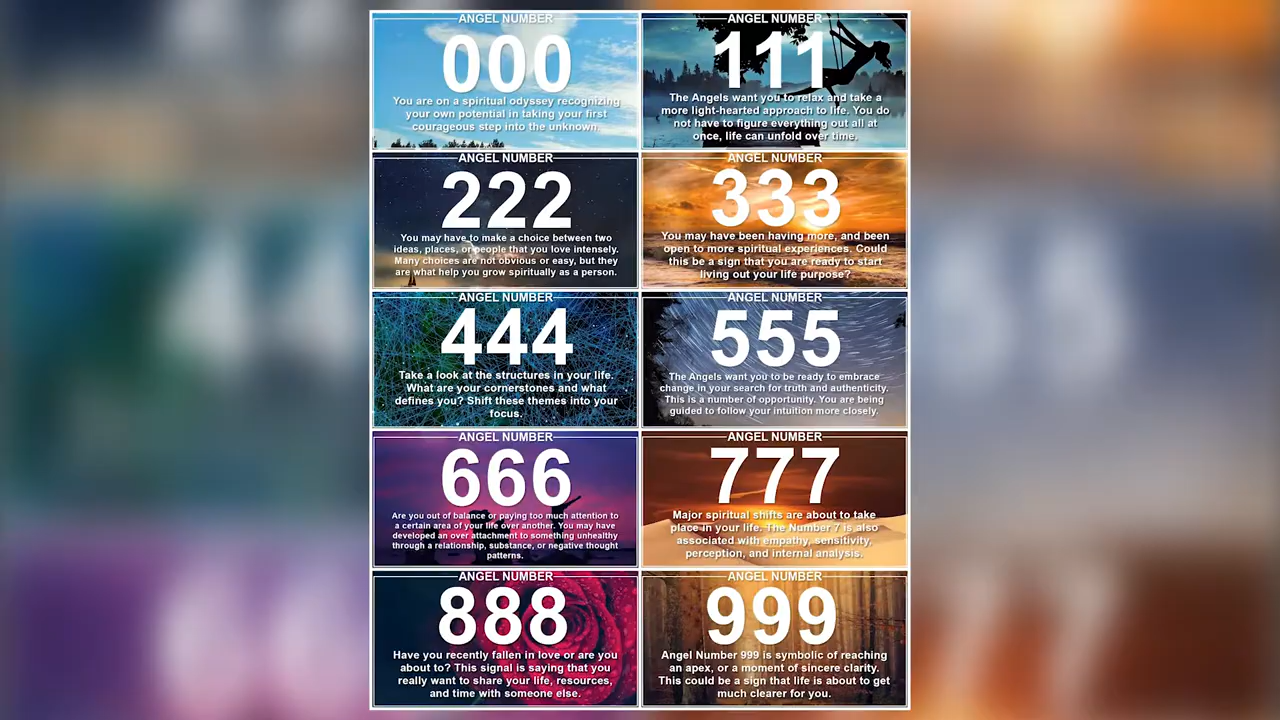 ANGEL NUMBER
000
You are on a spiritual odyssey recognizing
your own potential in taking your first
courageous step into the unknown.
ANGEL NUMBER
111
The Angels want you to relax and take a
more light-hearted approach to life. You do
not have to figure everything out all at
once, life can unfold over time.
ANGEL NUMBER
222
You may have to make a choice between two
ideas, places, or people that you love intensely.
Many choices are not obvious or easy, but they
are what help you grow spiritually as a person.
ANGEL NUMBER
333
You may have been having more, and been
open to more spiritual experiences. Could
this be a sign that you are ready to start
living out your life purpose?
ANGEL NUMBER
444
Take a look at the structures in your life.
What are your cornerstones and what
defines you? Shift these themes into your
focus.
ANGEL NUMBER
555
The Angels want you to be ready to embrace
change in your search for truth and authenticity.
This is a number of opportunity. You are being
guided to follow your intuition more closely.
ANGEL NUMBER
666
Are you out of balance or paying too much attention to
a certain area of your life over another. You may have
developed an over attachment to something unhealthy
through a relationship, substance, or negative thought
patterns.
ANGEL NUMBER
777
Major spiritual shifts are about to take
place in your life. The Number 7 is also
associated with empathy, sensitivity,
perception, and internal analysis.
ANGEL NUMBER
888
Have you recently fallen in love or are you
about to? This signal is saying that you
really want to share your life, resources,
and time with someone else.
ANGEL NUMBER
999
Angel Number 999 is symbolic of reaching
an apex, or a moment of sincere clarity.
This could be a sign that life is about to get
much clearer for you.